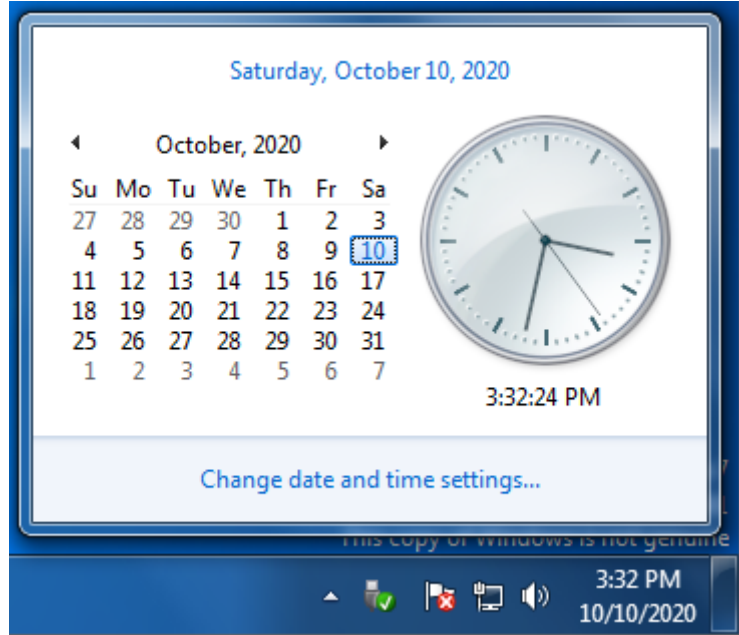 Saturday, October 10, 2020
October, 2020
Su Mo Tu We Th Fr Sa
27 28 29 30 1 2 3
4 5 6 7 8 9 10
11 12 13 14 15 16 17
18 19 20 21 22 23 24
25 26 27 28 29 30 31
1 2 3 4 5 6 7
3:32:24 PM
Change date and time settings...
7
1
This copy of Windows is not genuine
3:32 PM
10/10/2020